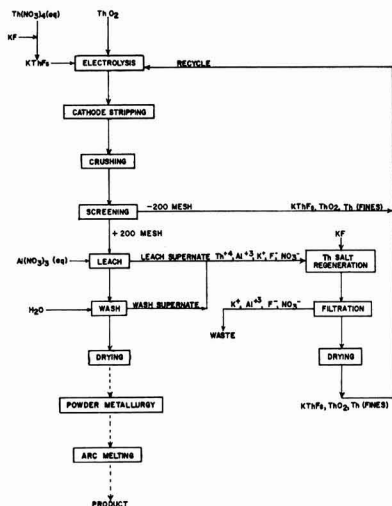 Th(NO3)4(eq)
ThO2
KF
KThF5
ELECTROLYSIS
RECYCLE
CATHODE STRIPPING
CRUSHING
SCREENING
-200 MESH
KThF5, ThO2, Th (FINES)
+200 MESH
KF
Al(NO3)3 (eq)
LEACH
LEACH SUPERNATE Th+4, Al+3, K+, F-, NO3-
Th SALT
REGENERATION
H2O
WASH
WASH SUPERNATE
K+, Al+3, F-, NO3-
FILTRATION
WASTE
DRYING
DRYING
POWDER METALLURGY
KThF5, ThO2, Th (FINES)
ARC MELTING
PRODUCT